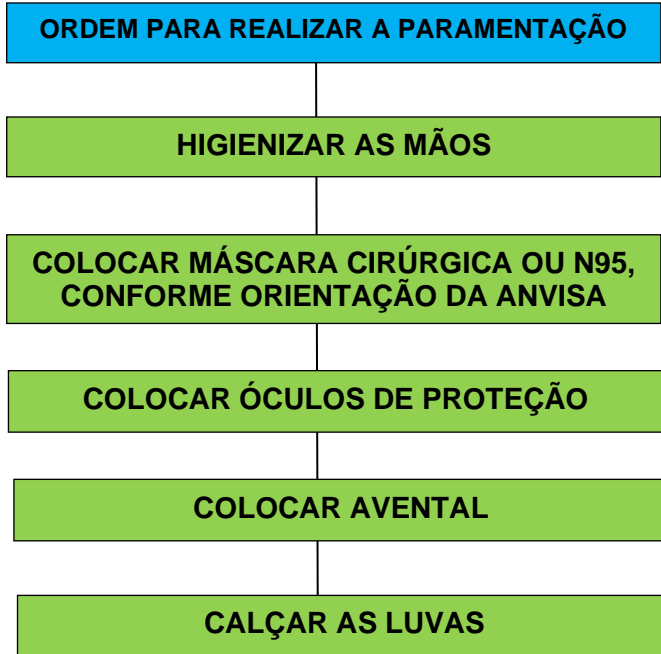 ORDEM PARA REALIZAR A PARAMENTAÇÃO
HIGIENIZAR AS MÃOS
COLOCAR MÁSCARA CIRÚRGICA OU N95,
CONFORME ORIENTAÇÃO DA ANVISA
COLOCAR ÓCULOS DE PROTEÇÃO
COLOCAR AVENTAL
CALÇAR AS LUVAS